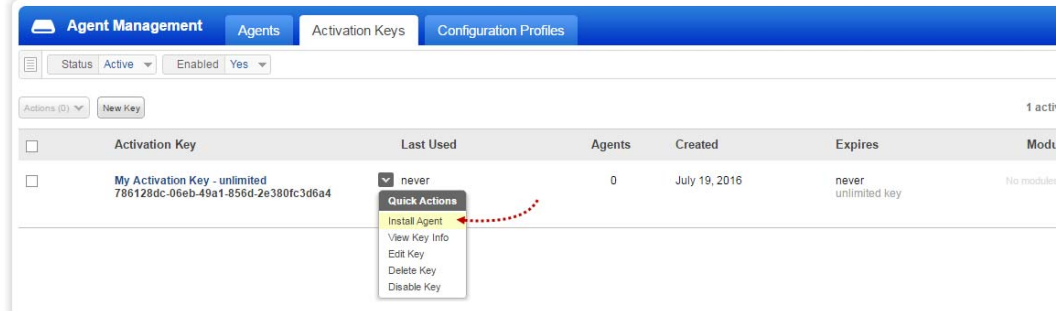 Agent Management Agents Activation Keys Configuration Profiles
Status Active Enabled Yes
Actions (0) New Key 1 acti
Activation Key Last Used Agents Created Expires Modu
My Activation Key - unlimited never 0 July 19, 2016 never No modules
786128dc-06eb-49a1-856d-2e380fc3d6a4 unlimited key
Quick Actions
Install Agent
View Key Info
Edit Key
Delete Key
Disable Key